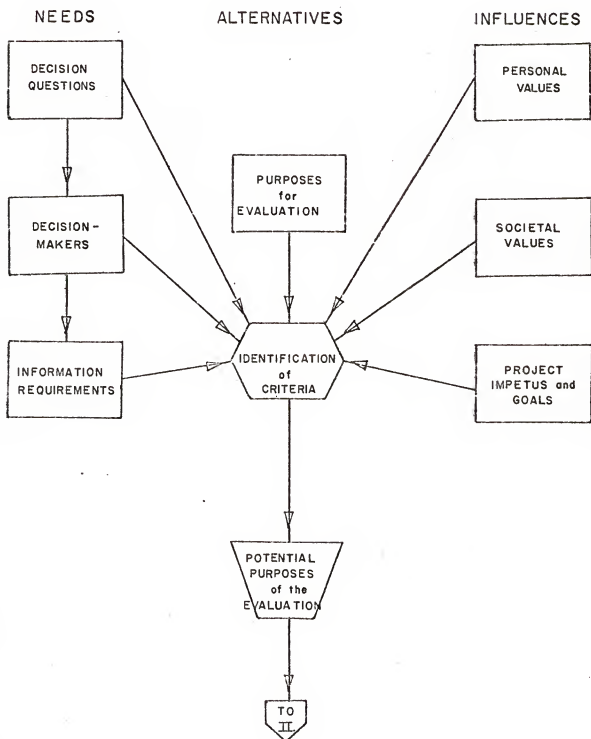 NEEDS
ALTERNATIVES
INFLUENCES
DECISION
QUESTIONS
PERSONAL
VALUES
PURPOSES
for
EVALUATION
DECISION-
MAKERS
SOCIETAL
VALUES
INFORMATION
REQUIREMENTS
IDENTIFICATION
of
CRITERIA
PROJECT
IMPETUS and
GOALS
POTENTIAL
PURPOSES
of the
EVALUATION
TO
II